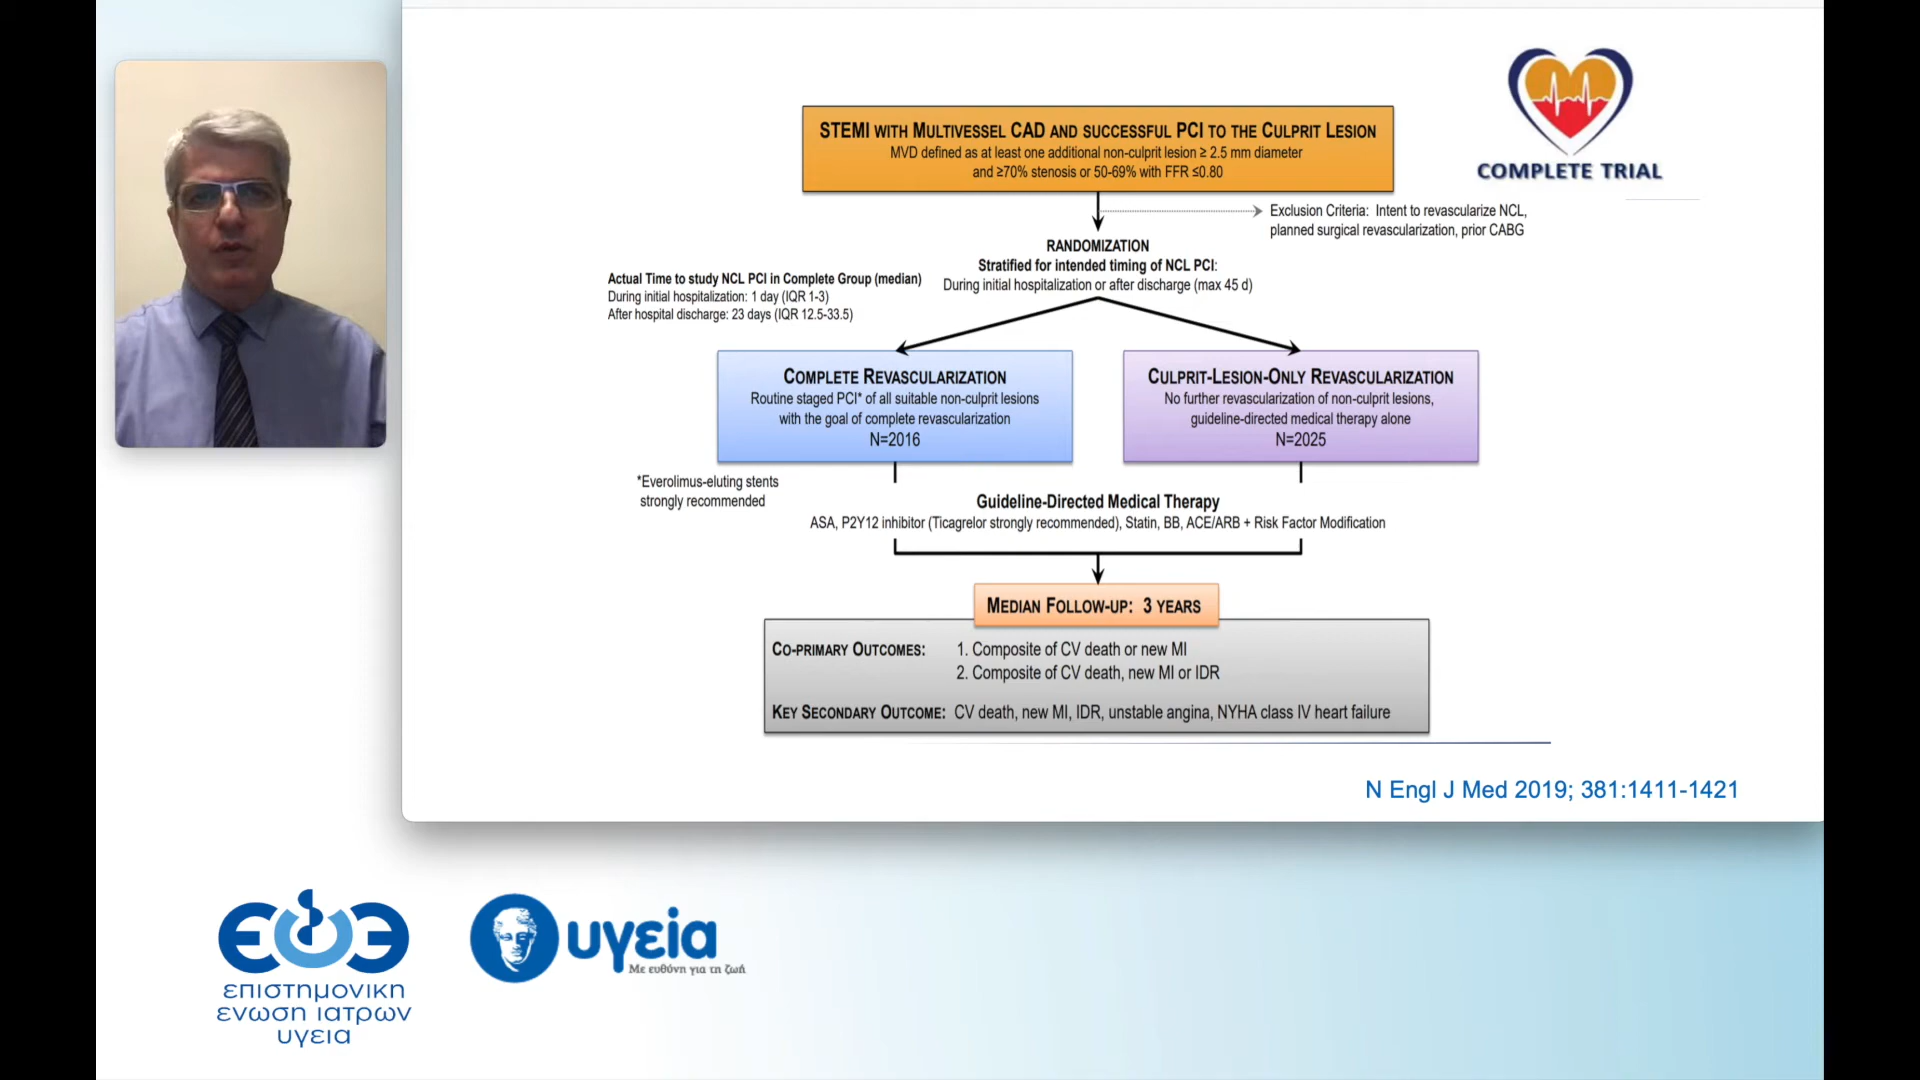 COMPLETE TRIAL
STEMI WITH MULTIVESSEL CAD AND SUCCESSFUL PCI TO THE CULPRIT LESION
MVD defined as at least one additional non-culprit lesion ≥ 2.5 mm diameter
and ≥70% stenosis or 50-69% with FFR ≤0.80
Exclusion Criteria: Intent to revascularize NCL,
planned surgical revascularization, prior CABG
RANDOMIZATION
Stratified for intended timing of NCL PCI:
During initial hospitalization or after discharge (max 45 d)
Actual Time to study NCL PCI in Complete Group (median)
During initial hospitalization: 1 day (IQR 1-3)
After hospital discharge: 23 days (IQR 12.5-33.5)
COMPLETE REVASCULARIZATION
Routine staged PCI* of all suitable non-culprit lesions
with the goal of complete revascularization
N=2016
CULPRIT-LESION-ONLY REVASCULARIZATION
No further revascularization of non-culprit lesions,
guideline-directed medical therapy alone
N=2025
*Everolimus-eluting stents
strongly recommended
Guideline-Directed Medical Therapy
ASA, P2Y12 inhibitor (Ticagrelor strongly recommended), Statin, BB, ACE/ARB + Risk Factor Modification
MEDIAN FOLLOW-UP: 3 YEARS
CO-PRIMARY OUTCOMES: 1. Composite of CV death or new MI
2. Composite of CV death, new MI or IDR
KEY SECONDARY OUTCOME: CV death, new MI, IDR, unstable angina, NYHA class IV heart failure
N Engl J Med 2019; 381:1411-1421
επιστημονικη
ενωση ιατρων
υγεια
υγεία
Με ευθύνη για τη ζωή